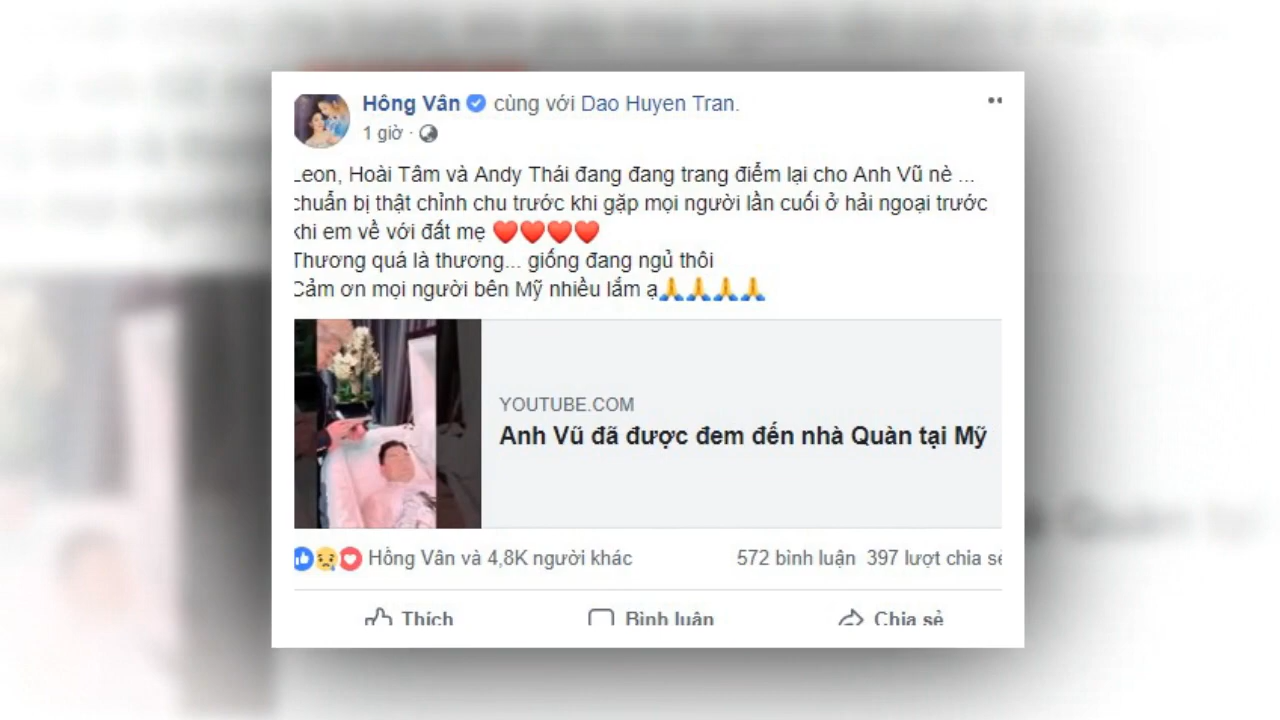 Hồng Vân cùng với Dao Huyen Tran.
1 giờ ·
Leon, Hoài Tâm và Andy Thái đang đang trang điểm lại cho Anh Vũ nè ...
chuẩn bị thật chỉnh chu trước khi gặp mọi người lần cuối ở hải ngoại trước
khi em về với đất mẹ ❤❤❤❤
Thương quá là thương... giống đang ngủ thôi
Cảm ơn mọi người bên Mỹ nhiều lắm ạ🙏🙏🙏🙏
YOUTUBE.COM
Anh Vũ đã được đem đến nhà Quàn tại Mỹ
Hồng Vân và 4,8K người khác
572 bình luận 397 lượt chia sẻ
Thích Bình luận Chia sẻ